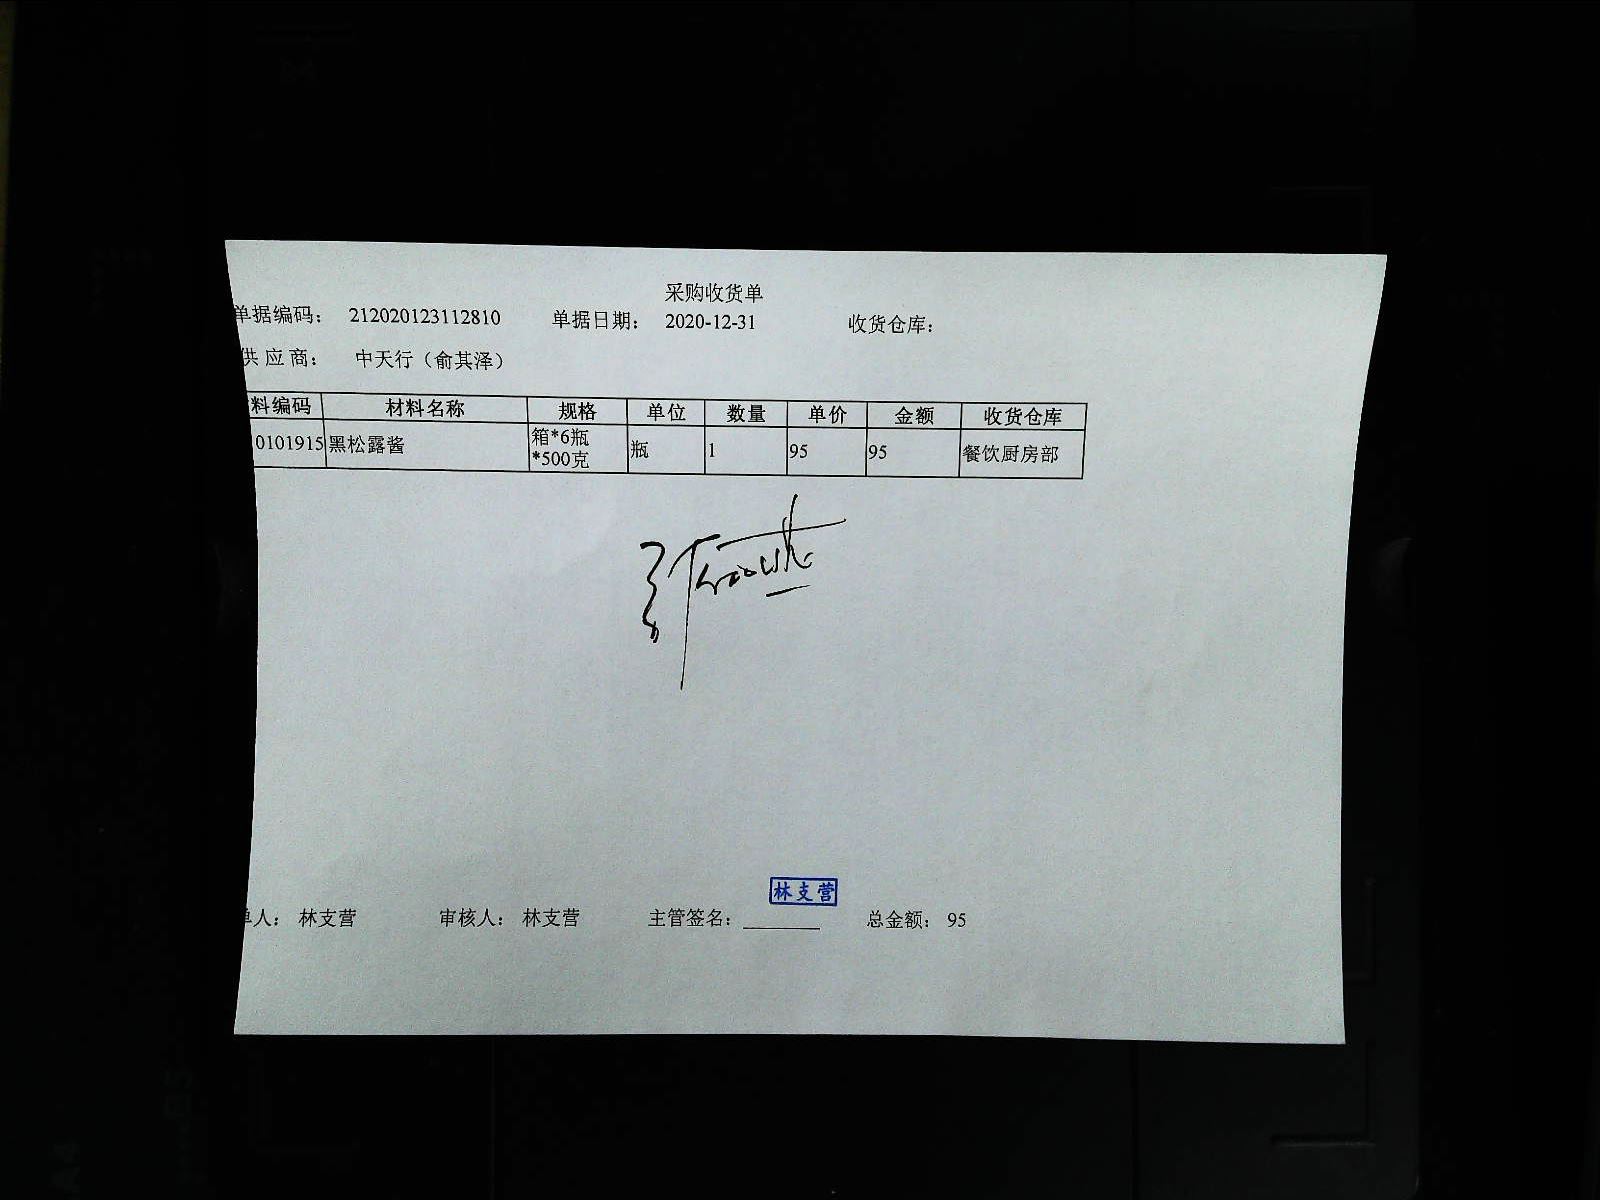 采购收货单
单据编码： 212020123112810 单据日期： 2020-12-31 收货仓库：
供应商： 中天行（俞其泽）
料编码 材料名称 规格 单位 数量 单价 金额 收货仓库
0101915 黑松露酱 箱*6瓶*500克 瓶 1 95 95 餐饮厨房部
林支营
单人： 林支营 审核人： 林支营 主管签名： 总金额： 95